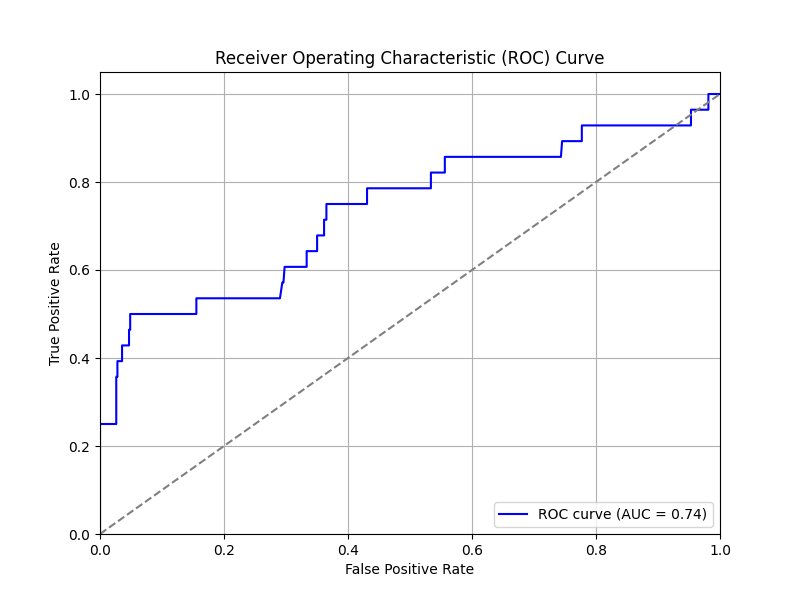 Receiver Operating Characteristic (ROC) Curve
1.0
0.8
0.6
0.4
0.2
0.0
True Positive Rate
ROC curve (AUC = 0.74)
0.0 0.2 0.4 0.6 0.8 1.0
False Positive Rate